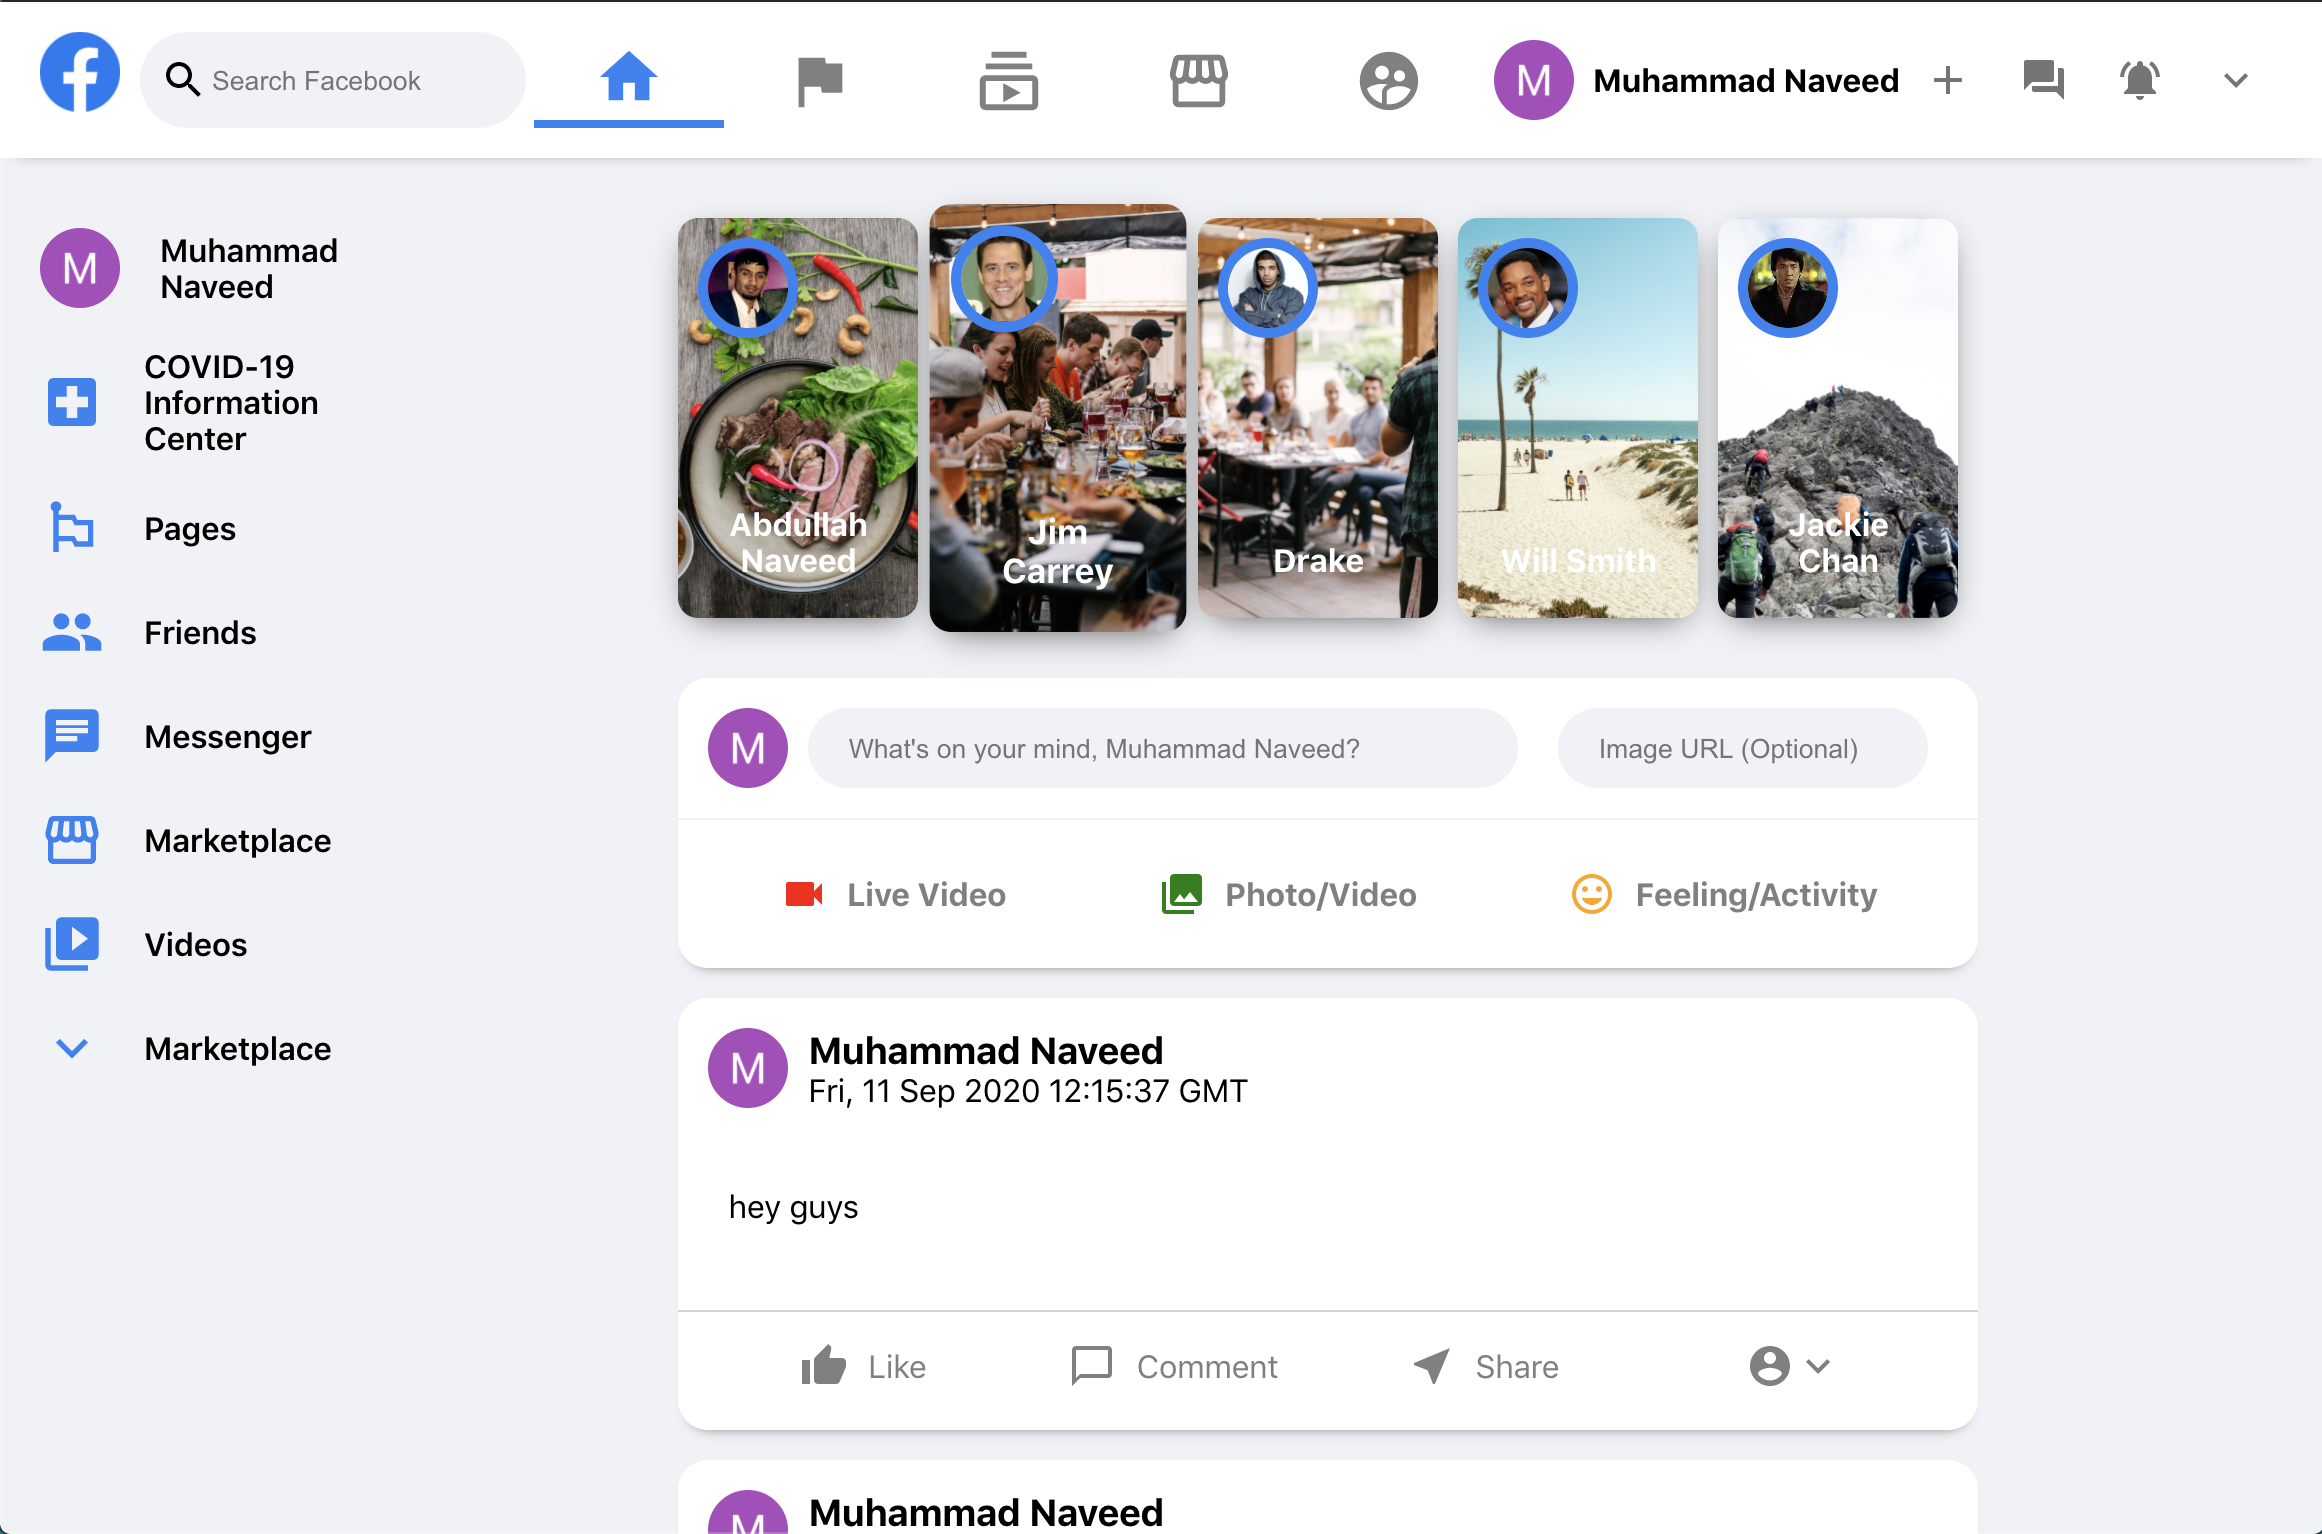 Search Facebook
M
Muhammad Naveed
M
Muhammad
Naveed
COVID-19
Information
Center
Pages
Friends
Messenger
Marketplace
Videos
Marketplace
Abdullah
Naveed
Jim
Carrey
Drake
Will Smith
Jackie
Chan
M
What's on your mind, Muhammad Naveed?
Image URL (Optional)
Live Video
Photo/Video
Feeling/Activity
M
Muhammad Naveed
Fri, 11 Sep 2020 12:15:37 GMT
hey guys
Like
Comment
Share
M
Muhammad Naveed